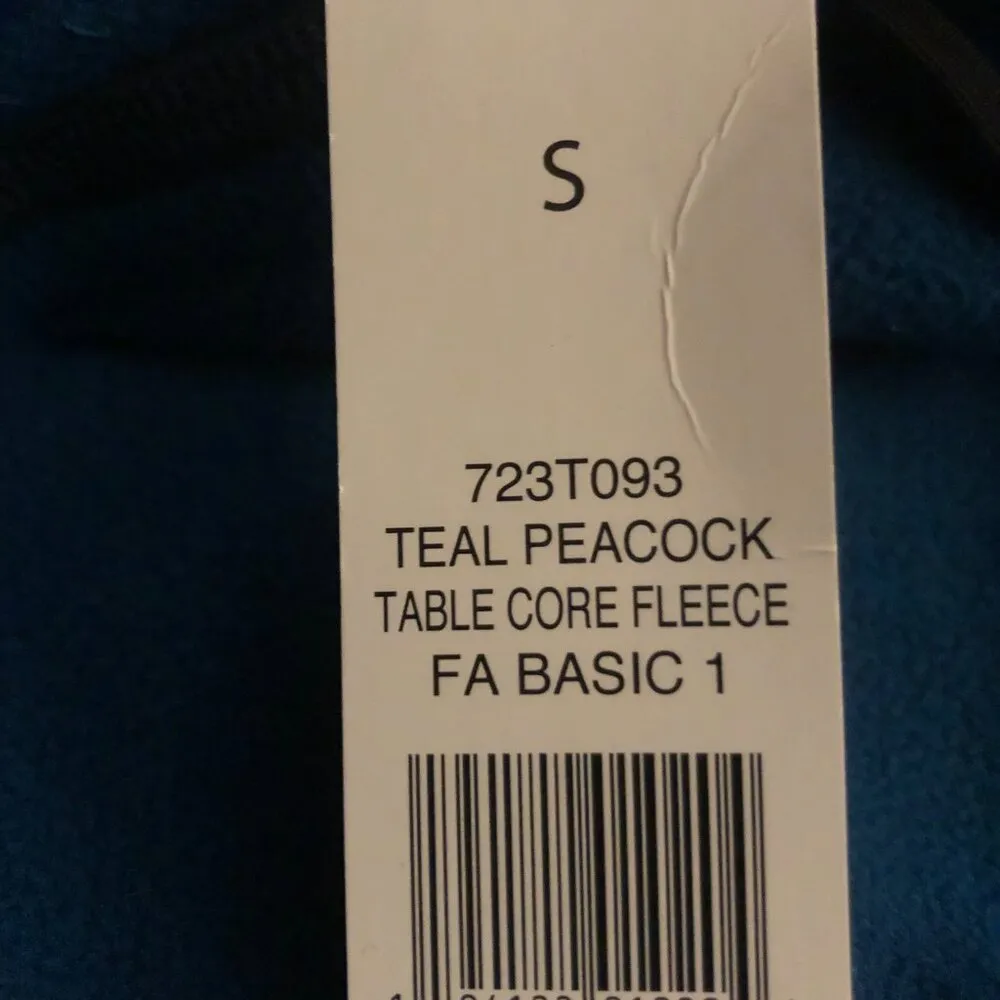 S
723T093
TEAL PEACOCK
TABLE CORE FLEECE
FA BASIC 1